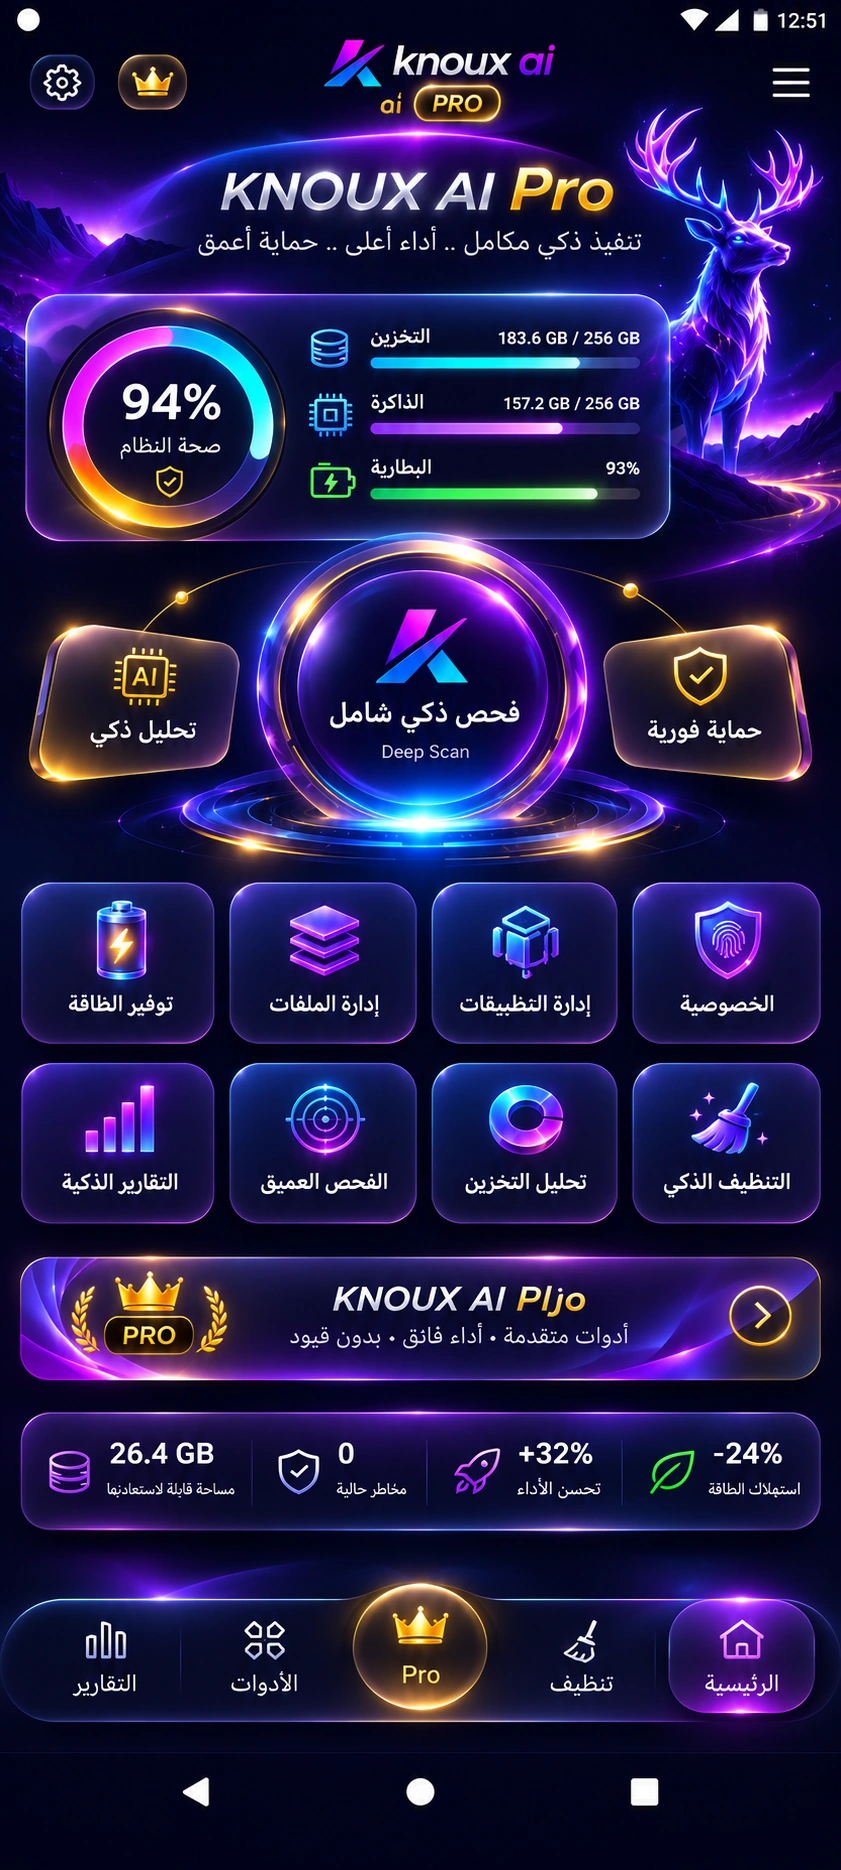 12:51
knoux ai
ai PRO
KNOUX AI Pro
تنفيذ ذكي مكامل .. أداء أعلى .. حماية أعمق
94%
صحة النظام
التخزين 183.6 GB / 256 GB
الذاكرة 157.2 GB / 256 GB
البطارية 93%
AI
تحليل ذكي
فحص ذكي شامل
Deep Scan
حماية فورية
الخصوصية
إدارة التظبيقات
إدارة الملفات
توفير الظاقة
التنظيف الذكي
تحليل التخزين
الفحص العميق
التقارير الذكية
PRO
KNOUX AI Pljo
أدوات متقدمة • أداء فائق • بدون قيود
26.4 GB
مساحة قابلة لاستعادتها
0
مخاطر حالية
+32%
تحسن الأداء
-24%
استهلاك الطاقة
الرئيسية
تنظيف
Pro
الأدوات
التقارير